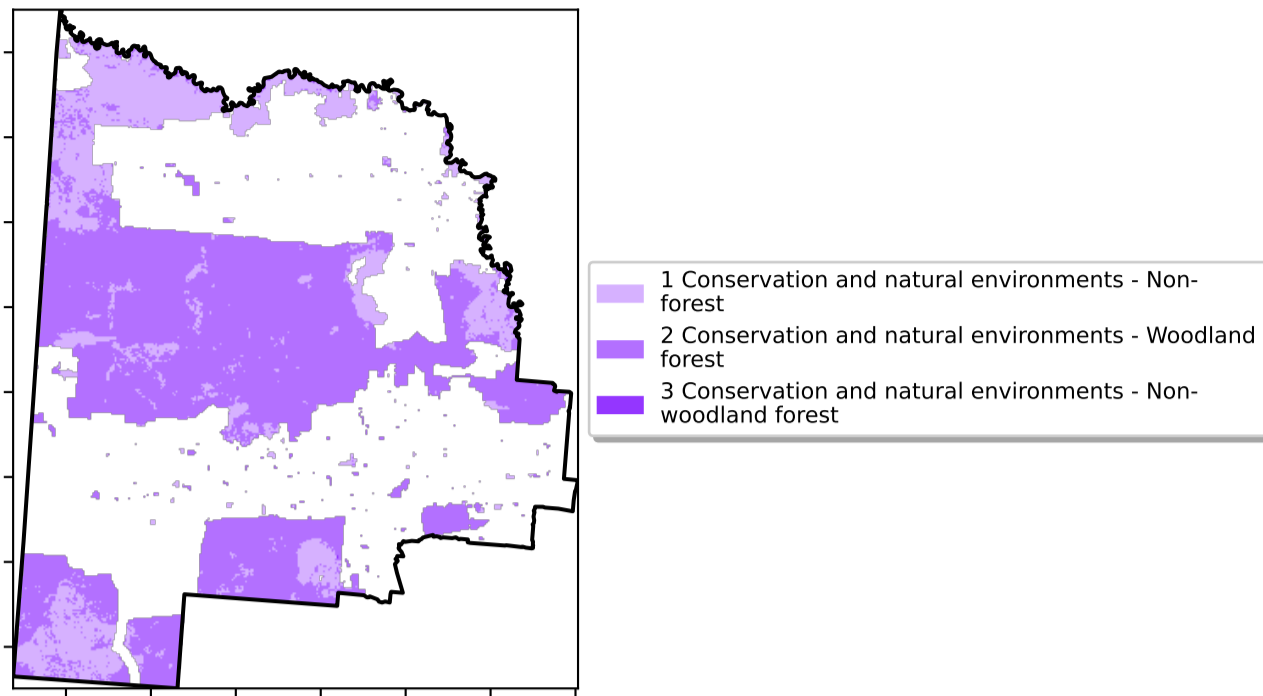 1 Conservation and natural environments - Non-
forest
2 Conservation and natural environments - Woodland
forest
3 Conservation and natural environments - Non-
woodland forest